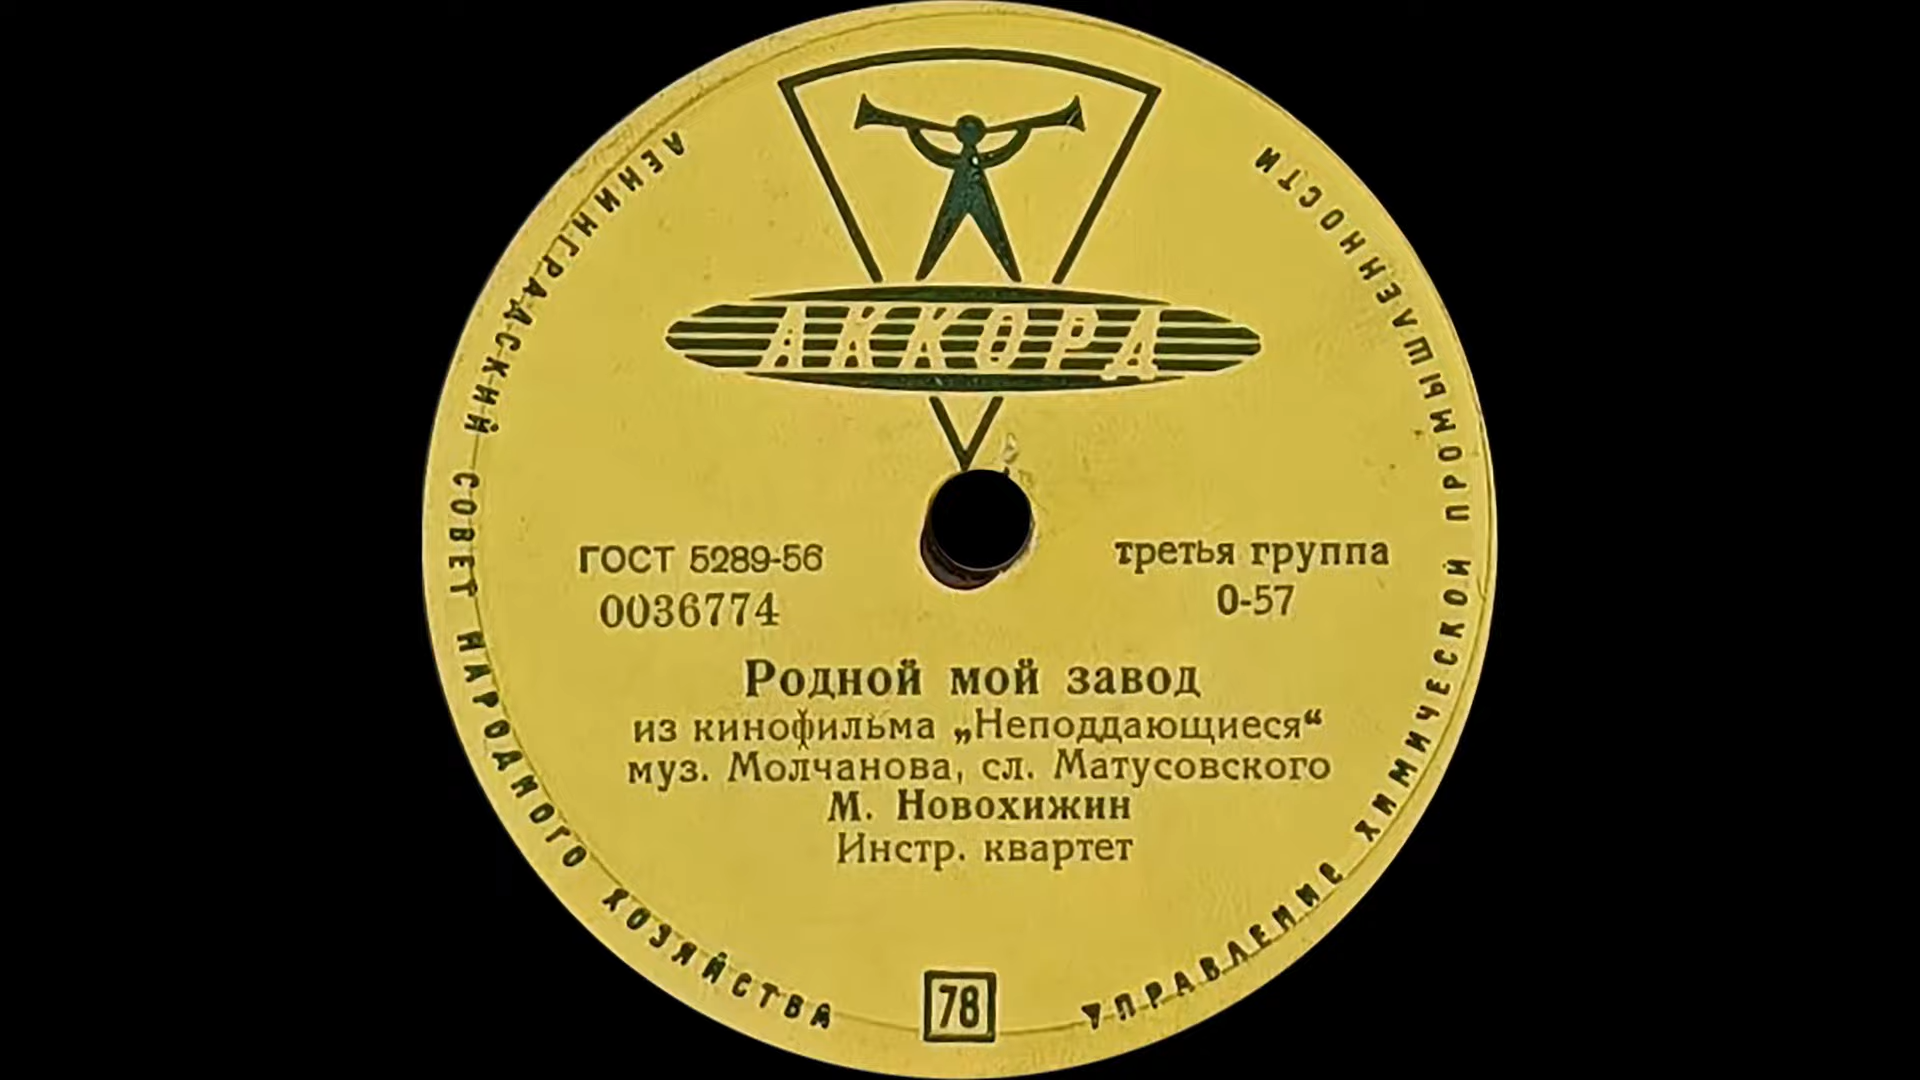 АККОРД
ЛЕНИНГРАДСКИЙ СОВЕТ НАРОДНОГО ХОЗЯЙСТВА
УПРАВЛЕНИЕ ХИМИЧЕСКОЙ ПРОМЫШЛЕННОСТИ
ГОСТ 5289-56
0036774
третья группа
0-57
Родной мой завод
из кинофильма „Неподдающиеся“
муз. Молчанова, сл. Матусовского
М. Новохижин
Инстр. квартет
78